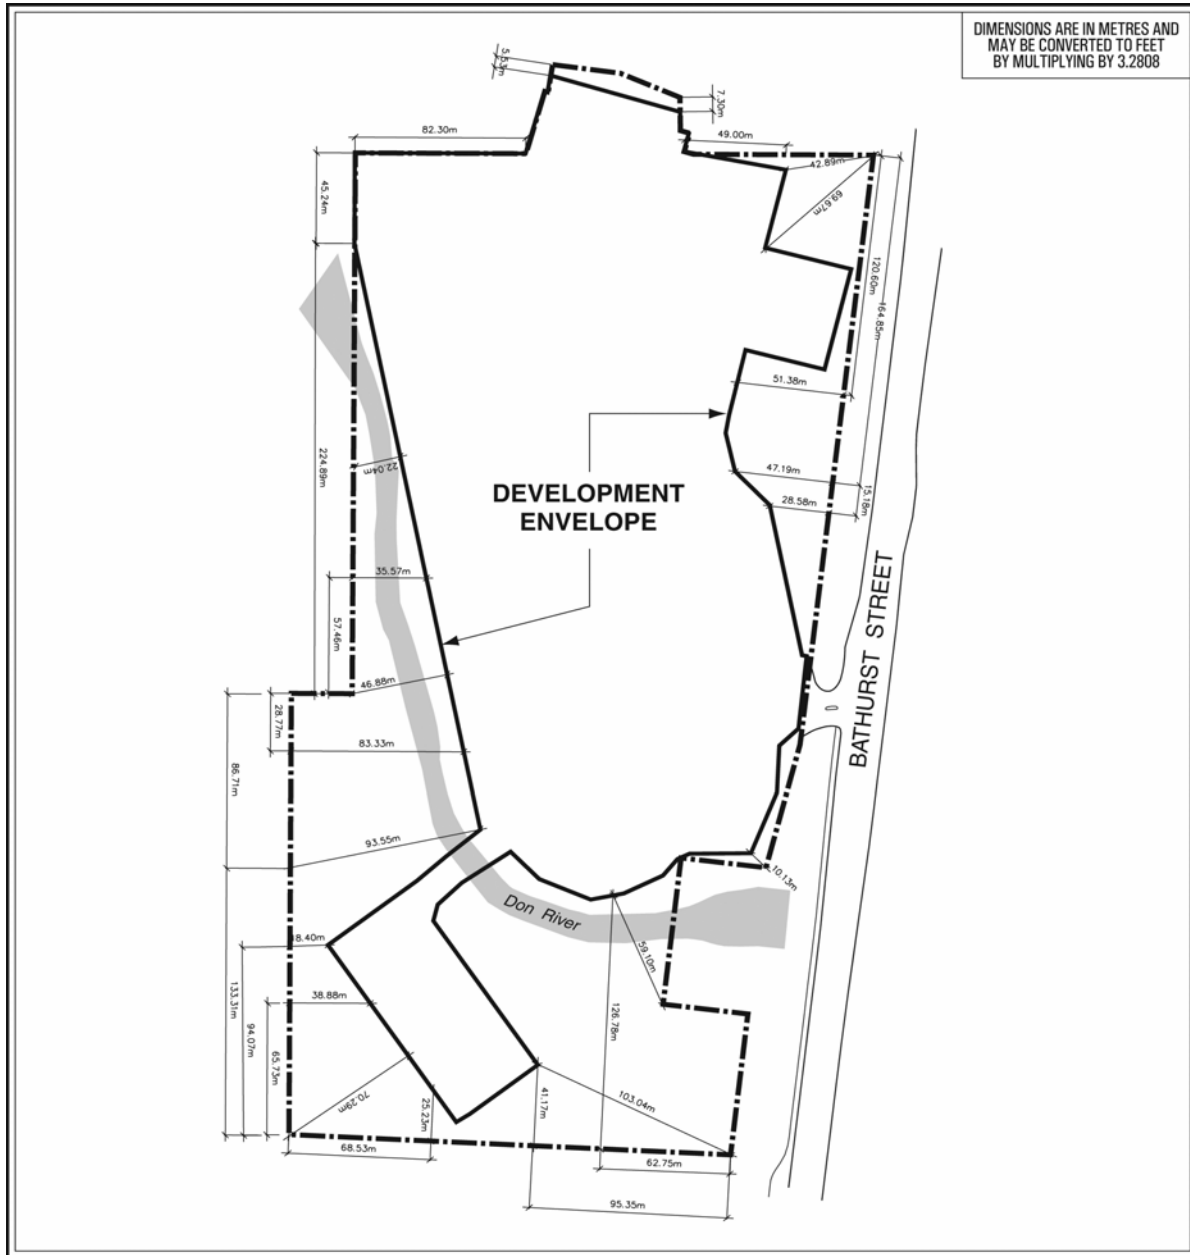 DIMENSIONS ARE IN METRES AND
MAY BE CONVERTED TO FEET
BY MULTIPLYING BY 3.2808
5.53m
7.30m
82.30m
49.00m
42.89m
69.67m
45.24m
120.60m
164.85m
51.38m
224.89m
22.04m
47.19m
15.18m
28.58m
DEVELOPMENT
ENVELOPE
35.57m
57.46m
46.88m
BATHURST STREET
28.77m
83.33m
86.71m
93.55m
10.13m
Don River
18.40m
59.10m
38.88m
133.31m
94.07m
65.73m
126.78m
70.29m
25.23m
41.17m
103.04m
68.53m
62.75m
95.35m